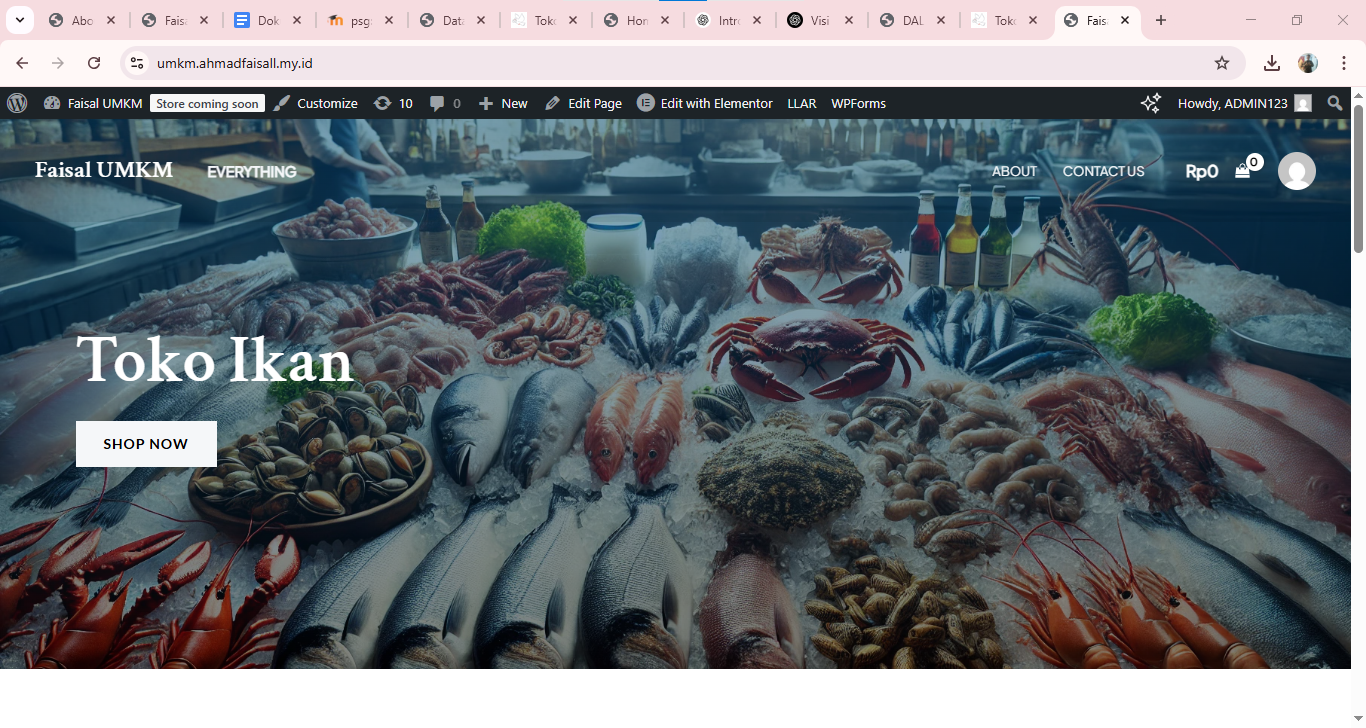 Abo
Fais
Dok
psg:
Data
Toko
Hon
Intro
Visi
DAL
Toko
Fais
umkm.ahmadfaisall.my.id
Faisal UMKM Store coming soon Customize 10 0 New Edit Page Edit with Elementor LLAR WPForms Howdy, ADMIN123
Faisal UMKM EVERYTHING ABOUT CONTACT US Rp0 0
Toko Ikan
SHOP NOW